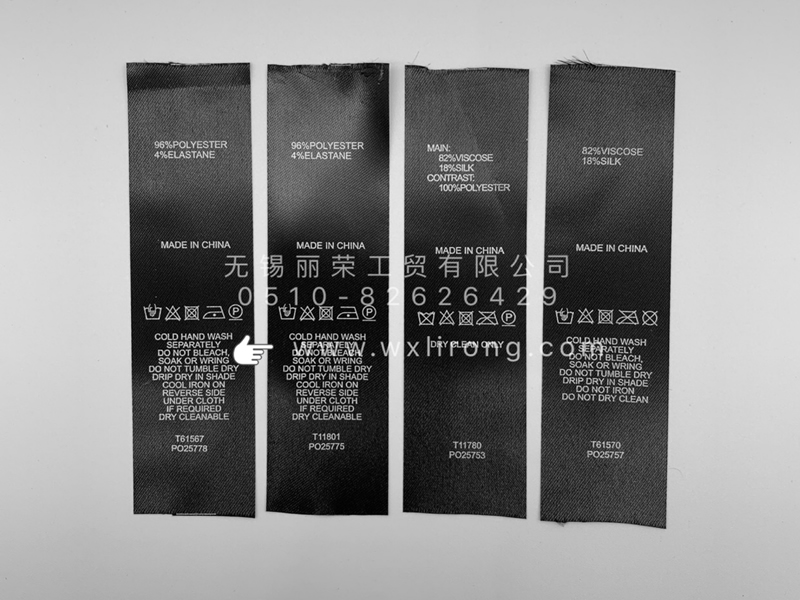 96%POLYESTER
4%ELASTANE
MADE IN CHINA
COLD HAND WASH
SEPARATELY
DO NOT BLEACH,
SOAK OR WRING
DO NOT TUMBLE DRY
DRIP DRY IN SHADE
COOL IRON ON
REVERSE SIDE
UNDER CLOTH
IF REQUIRED
DRY CLEANABLE
T61567
PO25778
96%POLYESTER
4%ELASTANE
MADE IN CHINA
COLD HAND WASH
SEPARATELY
DO NOT BLEACH,
SOAK OR WRING
DO NOT TUMBLE DRY
DRIP DRY IN SHADE
COOL IRON ON
REVERSE SIDE
UNDER CLOTH
IF REQUIRED
DRY CLEANABLE
T11801
PO25775
MAIN:
82%VISCOSE
18%SILK
CONTRAST:
100%POLYESTER
MADE IN CHINA
DRY CLEAN ONLY
T11780
PO25753
82%VISCOSE
18%SILK
MADE IN CHINA
COLD HAND WASH
SEPARATELY
DO NOT BLEACH,
SOAK OR WRING
DO NOT TUMBLE DRY
DRIP DRY IN SHADE
DO NOT IRON
DO NOT DRY CLEAN
T61570
PO25757
无锡丽荣工贸有限公司
0510-82626429
www.wxlirong.com